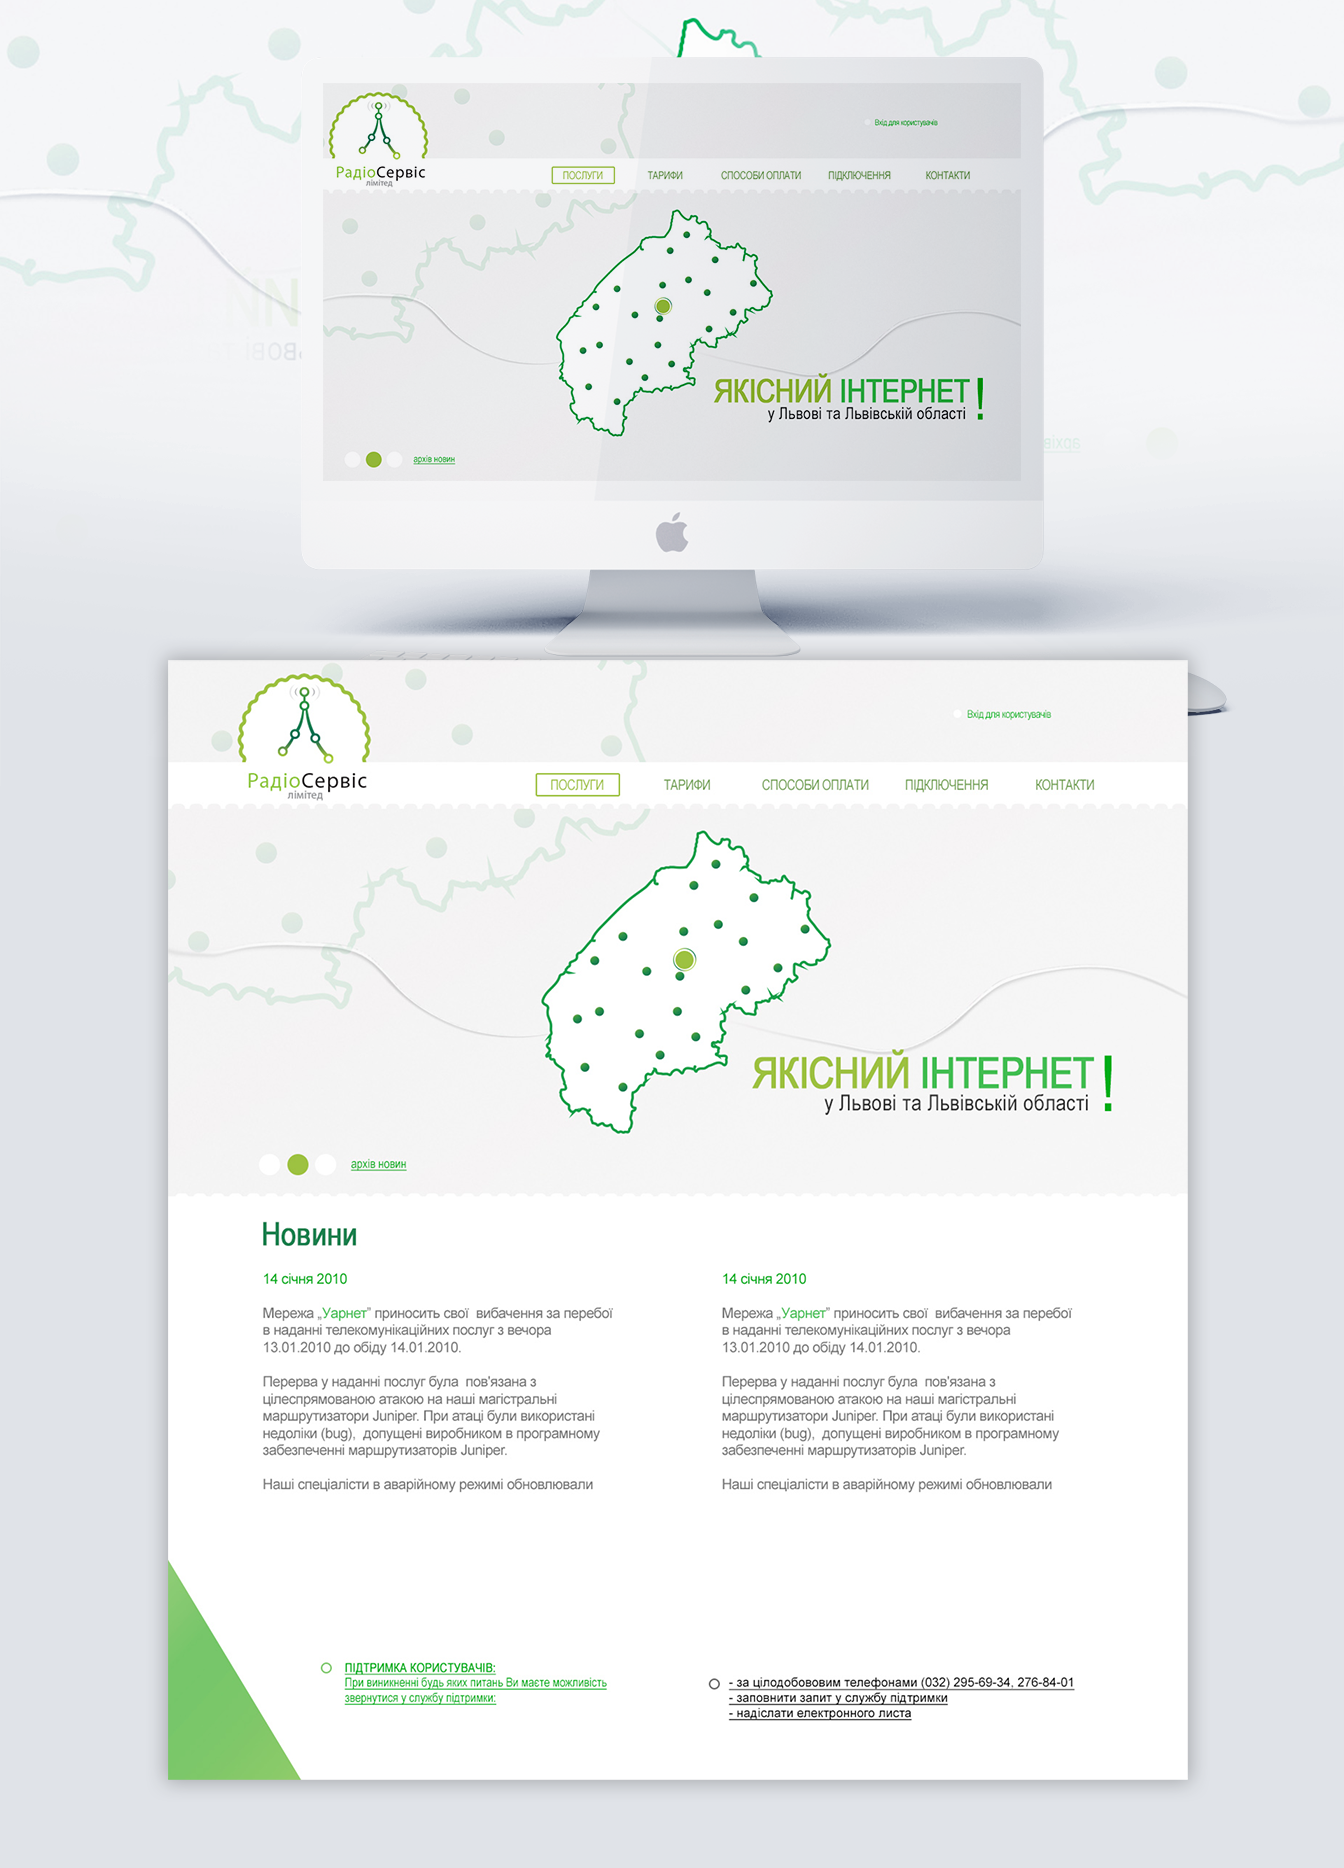 Вхід для користувачів
РадіоСервіс
лімітед
ПОСЛУГИ ТАРИФИ СПОСОБИ ОПЛАТИ ПІДКЛЮЧЕННЯ КОНТАКТИ
ЯКІСНИЙ ІНТЕРНЕТ!
у Львові та Львівській області
архів новин
Вхід для користувачів
РадіоСервіс
лімітед
ПОСЛУГИ ТАРИФИ СПОСОБИ ОПЛАТИ ПІДКЛЮЧЕННЯ КОНТАКТИ
ЯКІСНИЙ ІНТЕРНЕТ!
у Львові та Львівській області
архів новин
Новини
14 січня 2010
Мережа „Уарнет” приносить свої вибачення за перебої
в наданні телекомунікаційних послуг з вечора
13.01.2010 до обіду 14.01.2010.
Перерва у наданні послуг була пов'язана з
цілеспрямованою атакою на наші магістральні
маршрутизатори Juniper. При атаці були використані
недоліки (bug), допущені виробником в програмному
забезпеченні маршрутизаторів Juniper.
Наші спеціалісти в аварійному режимі обновлювали
14 січня 2010
Мережа „Уарнет” приносить свої вибачення за перебої
в наданні телекомунікаційних послуг з вечора
13.01.2010 до обіду 14.01.2010.
Перерва у наданні послуг була пов'язана з
цілеспрямованою атакою на наші магістральні
маршрутизатори Juniper. При атаці були використані
недоліки (bug), допущені виробником в програмному
забезпеченні маршрутизаторів Juniper.
Наші спеціалісти в аварійному режимі обновлювали
ПІДТРИМКА КОРИСТУВАЧІВ:
При виникненні будь яких питань Ви маєте можливість
звернутися у службу підтримки:
- за цілодобововим телефонами (032) 295-69-34, 276-84-01
- заповнити запит у службу підтримки
- надіслати електронного листа